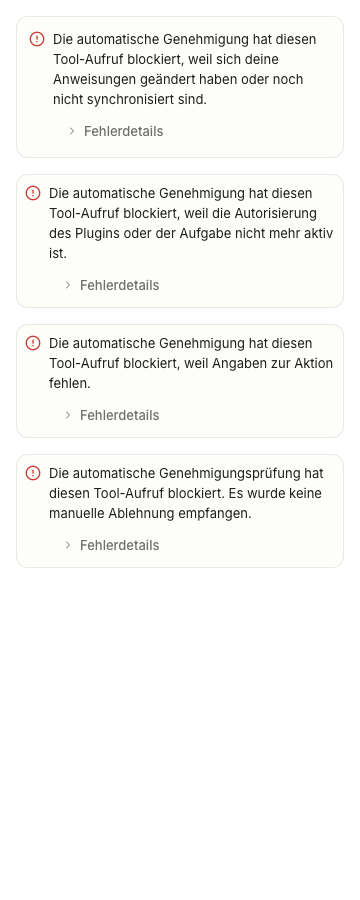 Die automatische Genehmigung hat diesen
Tool-Aufruf blockiert, weil sich deine
Anweisungen geändert haben oder noch
nicht synchronisiert sind.
Fehlerdetails
Die automatische Genehmigung hat diesen
Tool-Aufruf blockiert, weil die Autorisierung
des Plugins oder der Aufgabe nicht mehr aktiv
ist.
Fehlerdetails
Die automatische Genehmigung hat diesen
Tool-Aufruf blockiert, weil Angaben zur Aktion
fehlen.
Fehlerdetails
Die automatische Genehmigungsprüfung hat
diesen Tool-Aufruf blockiert. Es wurde keine
manuelle Ablehnung empfangen.
Fehlerdetails